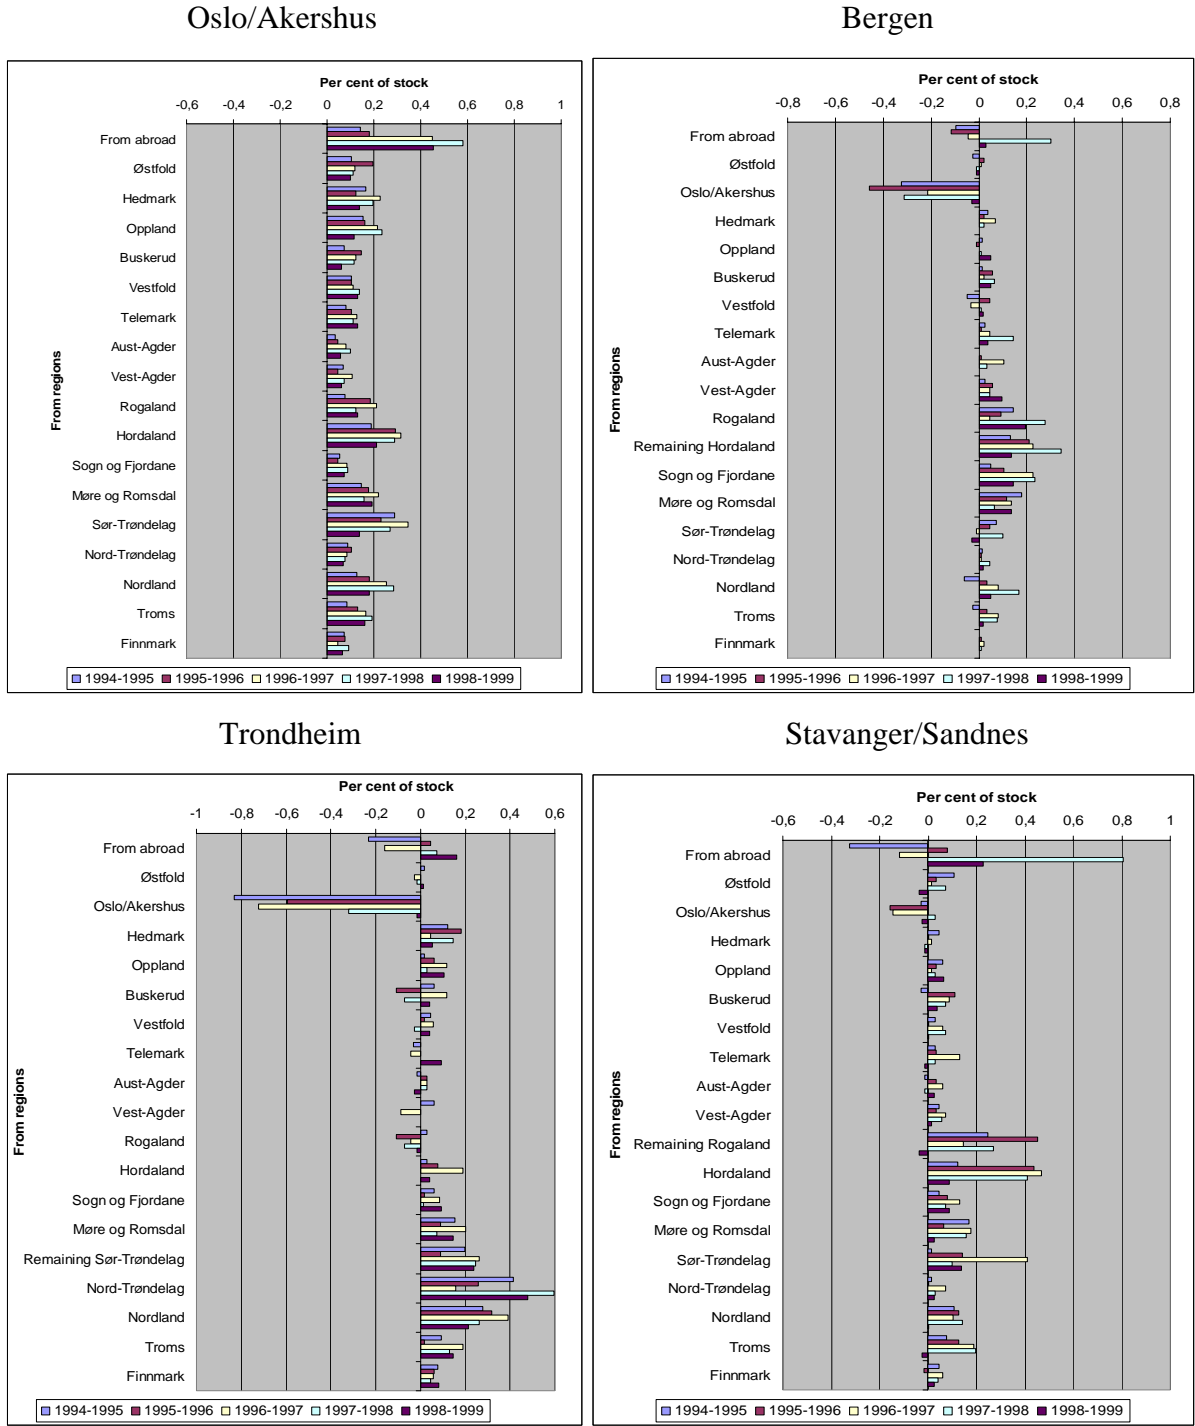 Oslo/Akershus
Per cent of stock
-0,6 -0,4 -0,2 0 0,2 0,4 0,6 0,8 1
From regions
From abroad
Østfold
Hedmark
Oppland
Buskerud
Vestfold
Telemark
Aust-Agder
Vest-Agder
Rogaland
Hordaland
Sogn og Fjordane
Møre og Romsdal
Sør-Trøndelag
Nord-Trøndelag
Nordland
Troms
Finnmark
1994-1995 1995-1996 1996-1997 1997-1998 1998-1999
Bergen
Per cent of stock
-0,8 -0,6 -0,4 -0,2 0 0,2 0,4 0,6 0,8
From regions
From abroad
Østfold
Oslo/Akershus
Hedmark
Oppland
Buskerud
Vestfold
Telemark
Aust-Agder
Vest-Agder
Rogaland
Remaining Hordaland
Sogn og Fjordane
Møre og Romsdal
Sør-Trøndelag
Nord-Trøndelag
Nordland
Troms
Finnmark
1994-1995 1995-1996 1996-1997 1997-1998 1998-1999
Trondheim
Per cent of stock
-1 -0,8 -0,6 -0,4 -0,2 0 0,2 0,4 0,6
From regions
From abroad
Østfold
Oslo/Akershus
Hedmark
Oppland
Buskerud
Vestfold
Telemark
Aust-Agder
Vest-Agder
Rogaland
Hordaland
Sogn og Fjordane
Møre og Romsdal
Remaining Sør-Trøndelag
Nord-Trøndelag
Nordland
Troms
Finnmark
1994-1995 1995-1996 1996-1997 1997-1998 1998-1999
Stavanger/Sandnes
Per cent of stock
-0,6 -0,4 -0,2 0 0,2 0,4 0,6 0,8 1
From regions
From abroad
Østfold
Oslo/Akershus
Hedmark
Oppland
Buskerud
Vestfold
Telemark
Aust-Agder
Vest-Agder
Remaining Rogaland
Hordaland
Sogn og Fjordane
Møre og Romsdal
Sør-Trøndelag
Nord-Trøndelag
Nordland
Troms
Finnmark
1994-1995 1995-1996 1996-1997 1997-1998 1998-1999